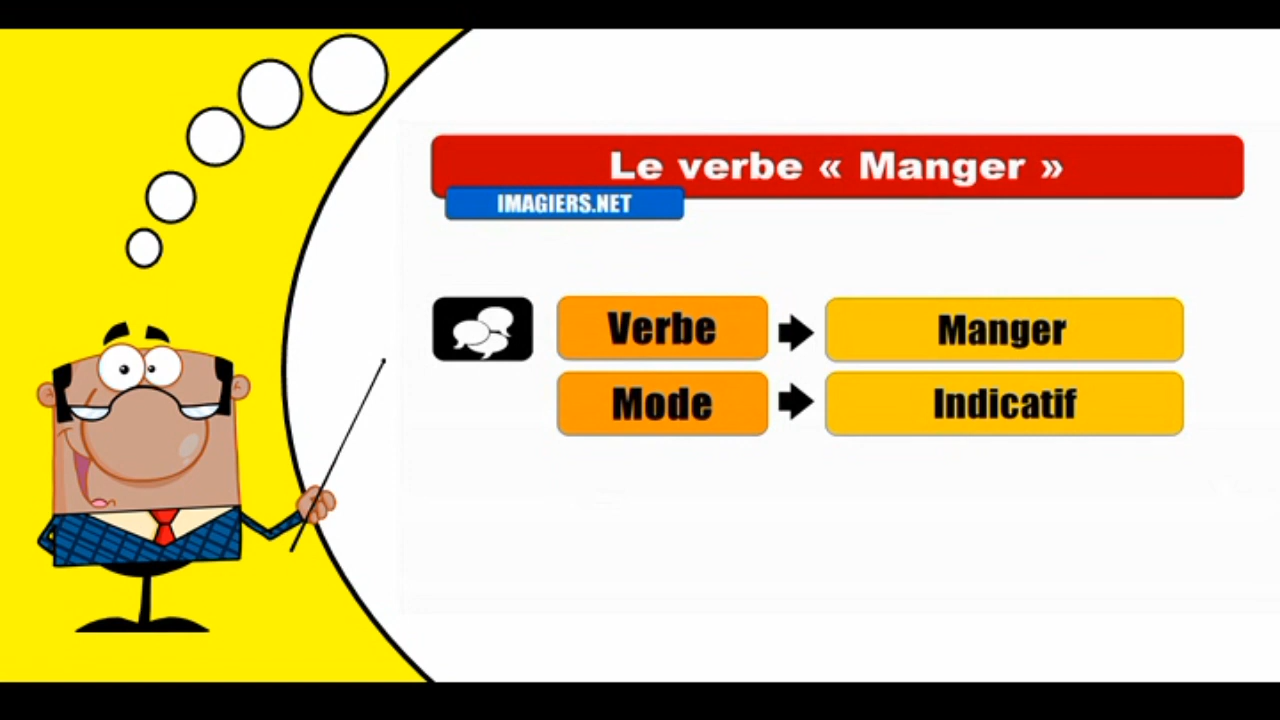 Le verbe « Manger »
IMAGIERS.NET
Verbe Manger
Mode Indicatif